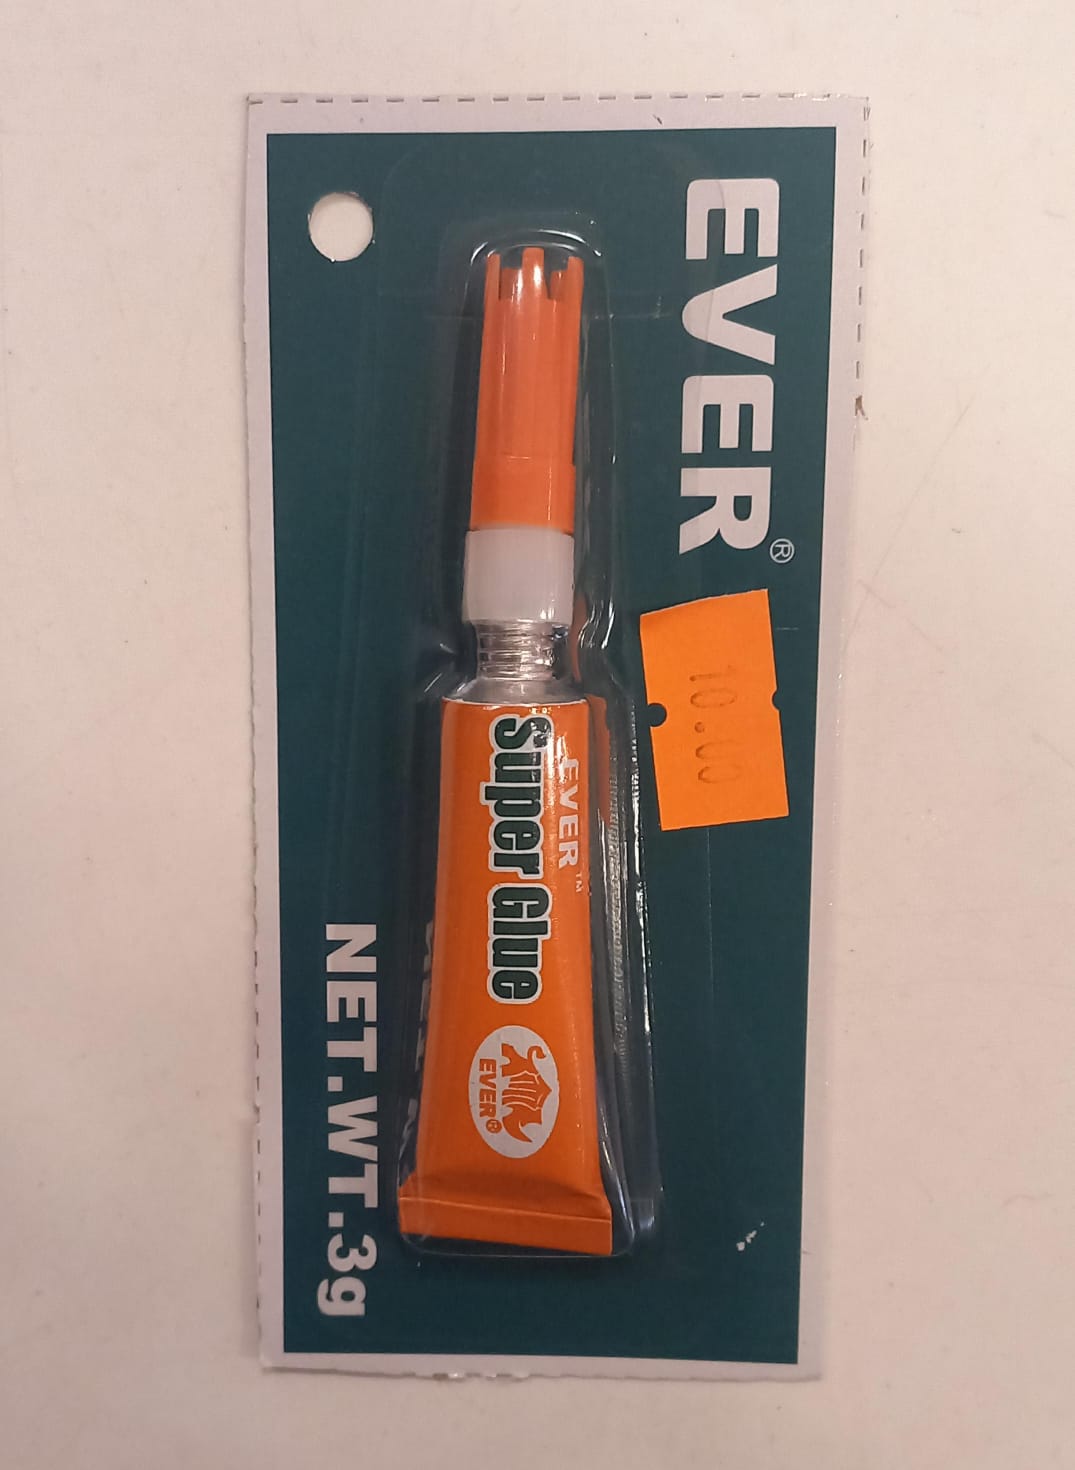 EVER®
10.00
EVER™
Super Glue
EVER®
NET.WT.3g